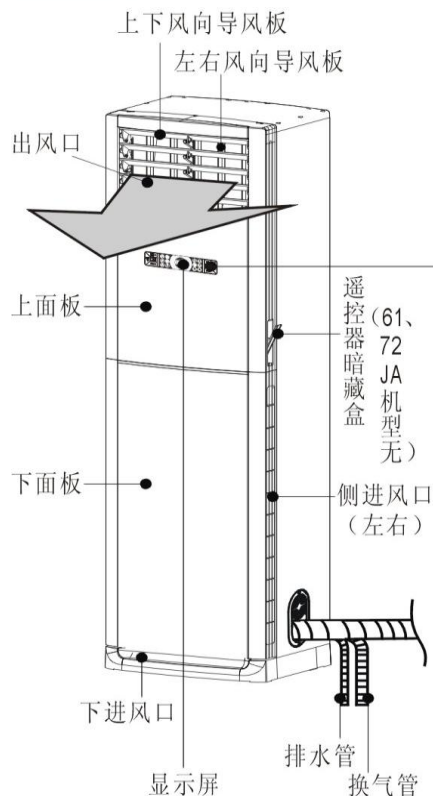 上下风向导风板
左右风向导风板
出风口
上面板
遥控器暗藏盒
（61、
72
JA
机
型
无）
下面板
侧进风口
（左右）
下进风口
排水管
显示屏
换气管